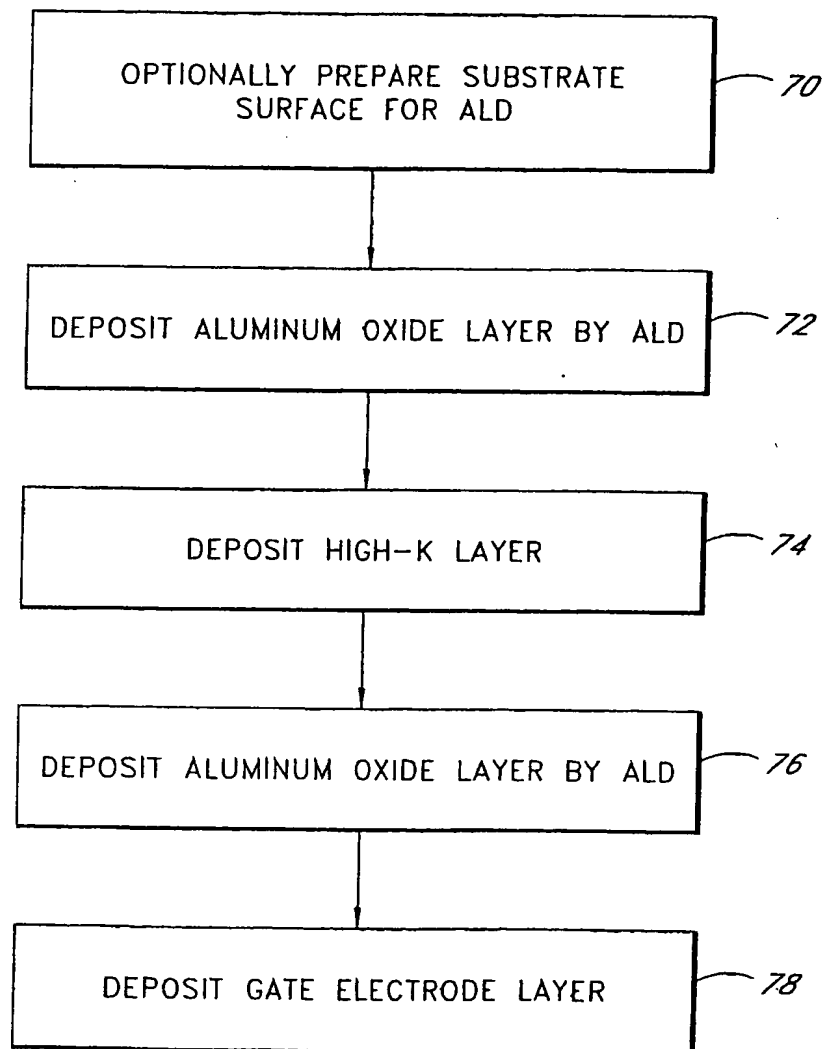 OPTIONALLY PREPARE SUBSTRATE
SURFACE FOR ALD
70
DEPOSIT ALUMINUM OXIDE LAYER BY ALD
72
DEPOSIT HIGH-K LAYER
74
DEPOSIT ALUMINUM OXIDE LAYER BY ALD
76
DEPOSIT GATE ELECTRODE LAYER
78